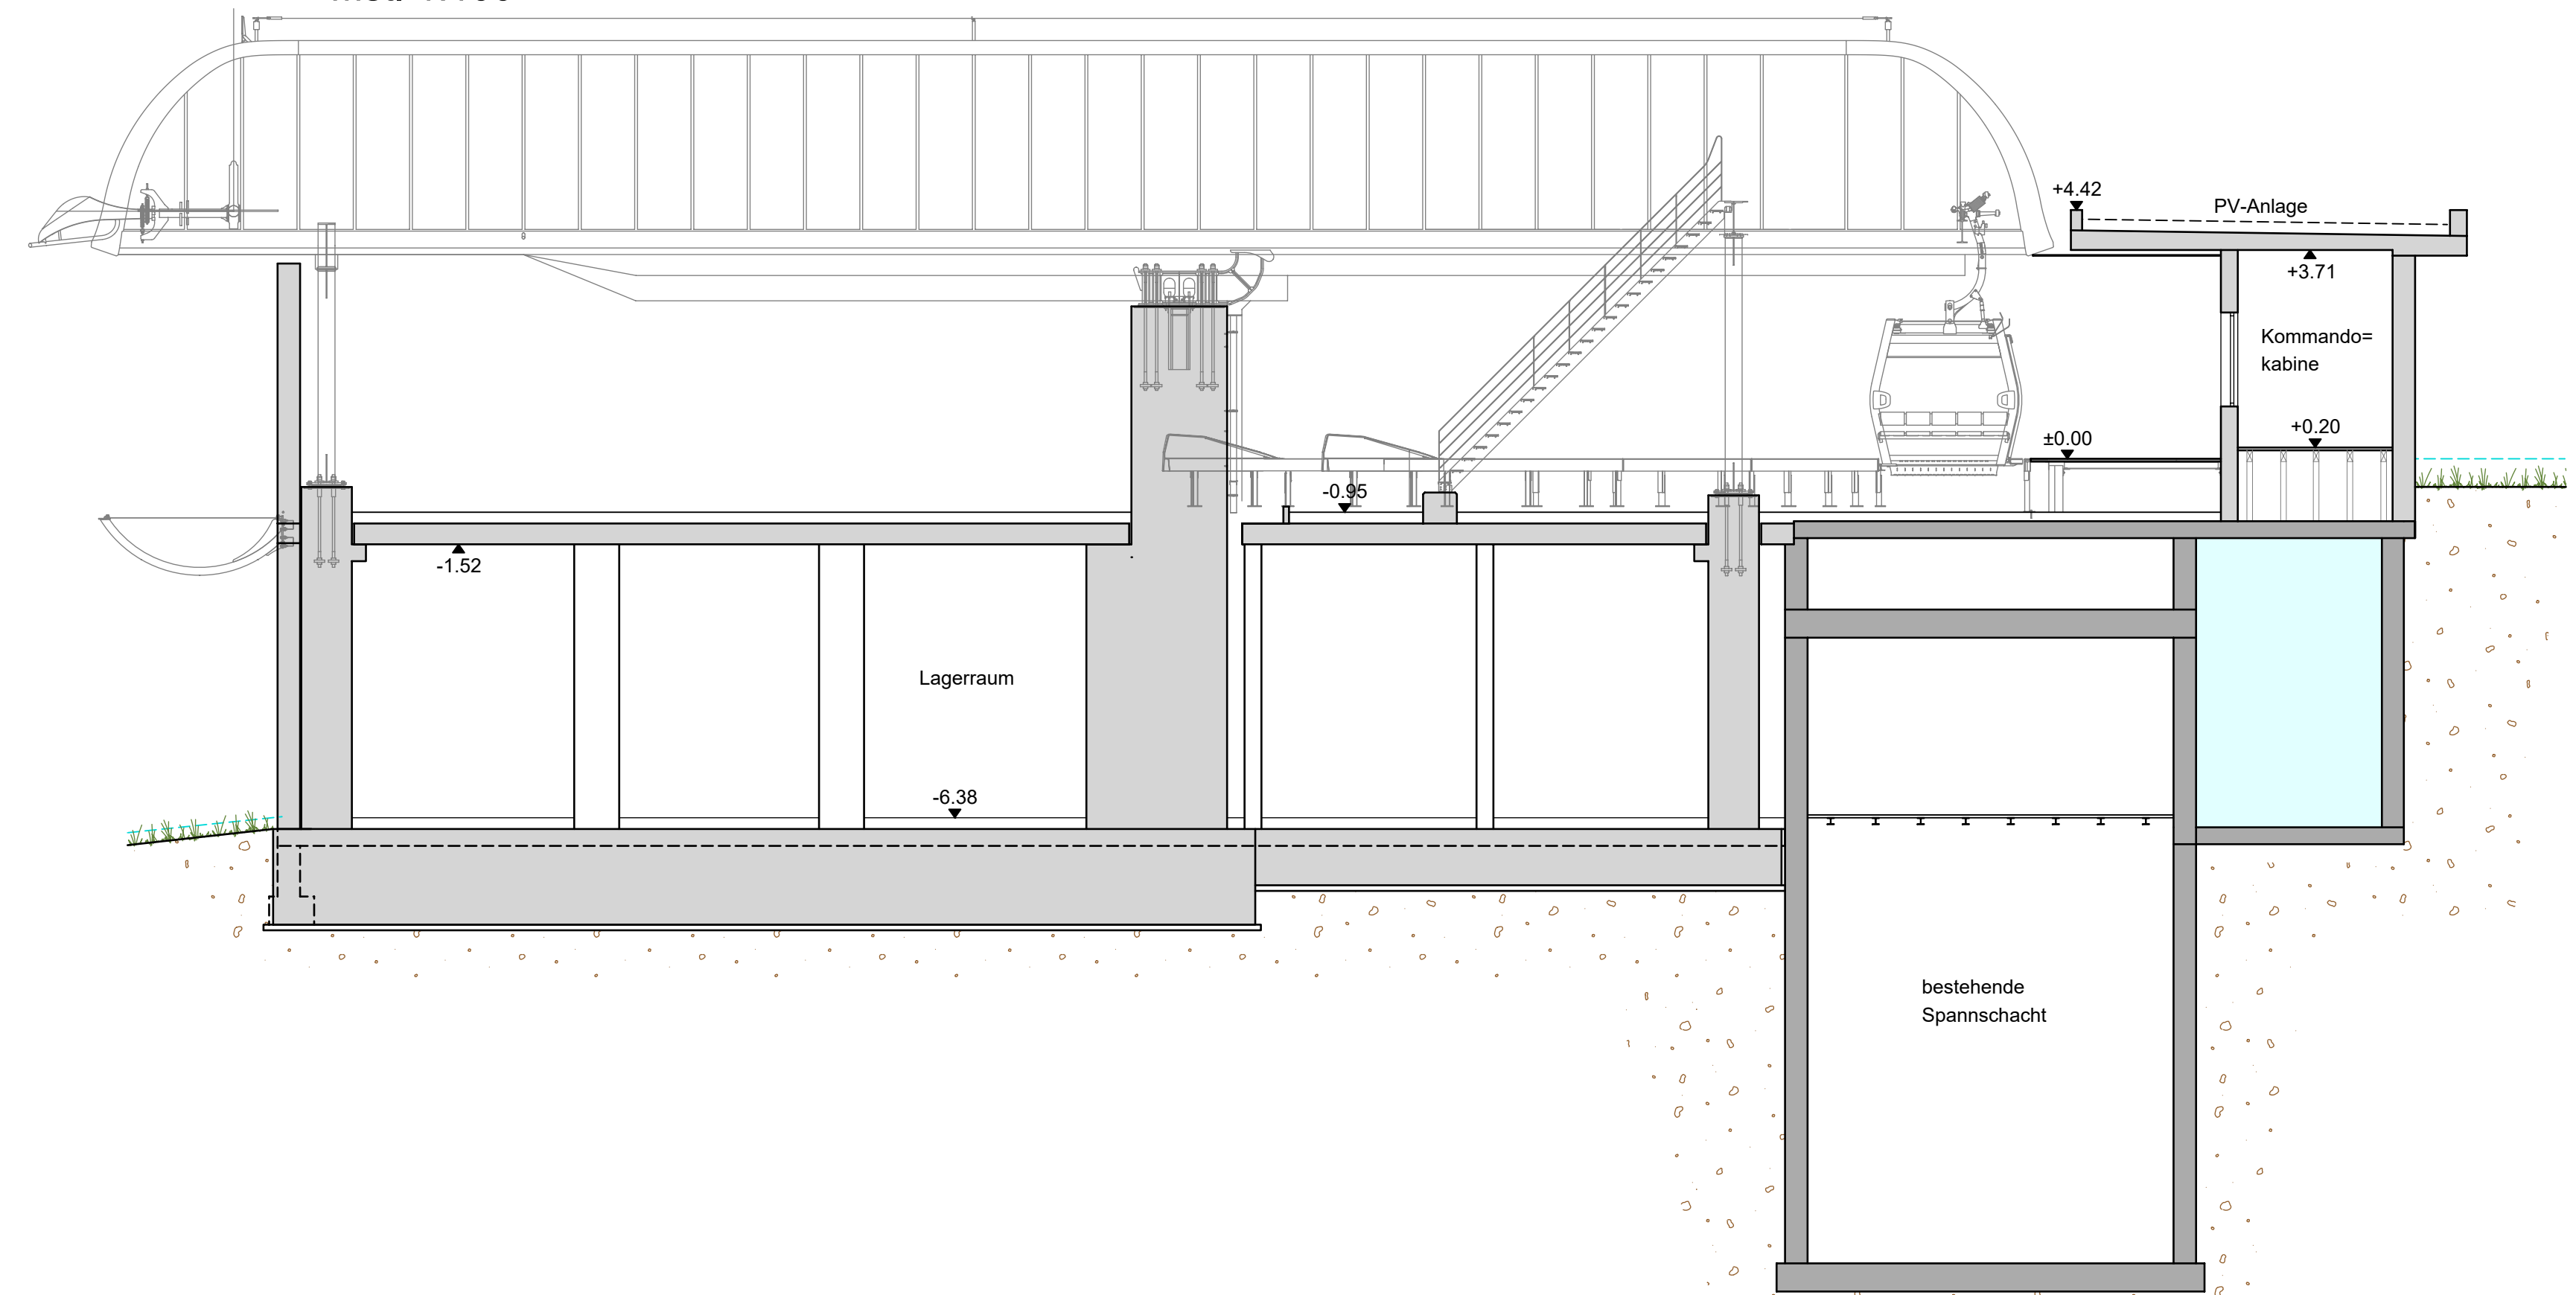 +4.42
PV-Anlage
+3.71
Kommando=
kabine
+0.20
±0.00
-0.95
-1.52
Lagerraum
-6.38
bestehende
Spannschacht